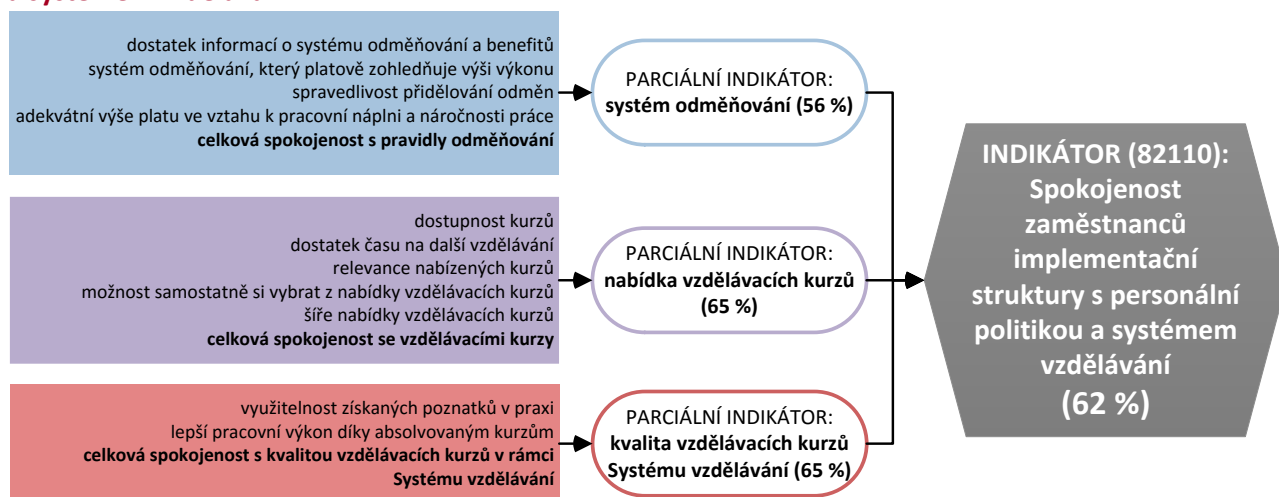 dostatek informací o systému odměňování a benefitů
systém odměňování, který platově zohledňuje výši výkonu
spravedlivost přidělování odměn
adekvátní výše platu ve vztahu k pracovní náplni a náročnosti práce
celková spokojenost s pravidly odměňování
PARCIÁLNÍ INDIKÁTOR:
systém odměňování (56 %)
dostupnost kurzů
dostatek času na další vzdělávání
relevance nabízených kurzů
možnost samostatně si vybrat z nabídky vzdělávacích kurzů
šíře nabídky vzdělávacích kurzů
celková spokojenost se vzdělávacími kurzy
PARCIÁLNÍ INDIKÁTOR:
nabídka vzdělávacích kurzů
(65 %)
využitelnost získaných poznatků v praxi
lepší pracovní výkon díky absolvovaným kurzům
celková spokojenost s kvalitou vzdělávacích kurzů v rámci
Systému vzdělávání
PARCIÁLNÍ INDIKÁTOR:
kvalita vzdělávacích kurzů
Systému vzdělávání (65 %)
INDIKÁTOR (82110):
Spokojenost
zaměstnanců
implementační
struktury s personální
politikou a systémem
vzdělávání
(62 %)